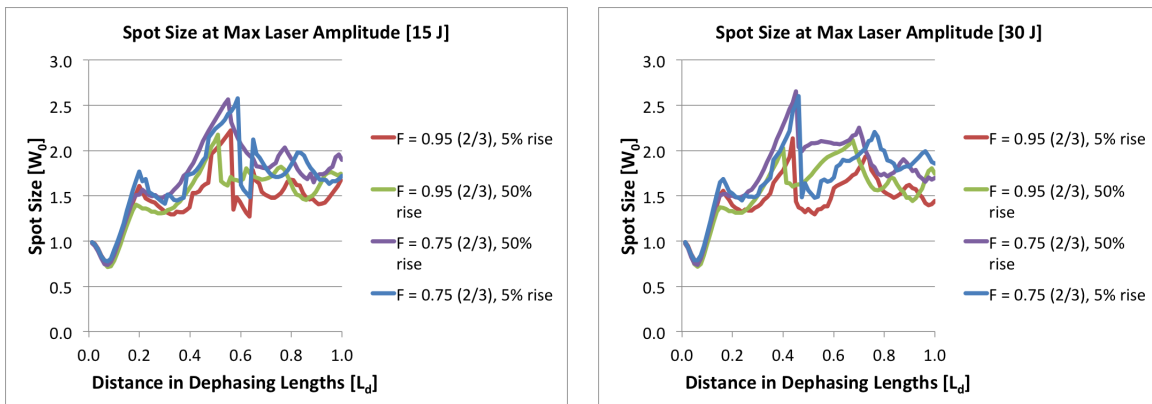 Spot Size at Max Laser Amplitude [15 J]
3.0
2.5
2.0
1.5
1.0
0.5
0.0
Spot Size [W0]
0.0 0.2 0.4 0.6 0.8 1.0
Distance in Dephasing Lengths [Ld]
F = 0.95 (2/3), 5% rise
F = 0.95 (2/3), 50%
rise
F = 0.75 (2/3), 50%
rise
F = 0.75 (2/3), 5% rise
Spot Size at Max Laser Amplitude [30 J]
3.0
2.5
2.0
1.5
1.0
0.5
0.0
Spot Size [W0]
0.0 0.2 0.4 0.6 0.8 1.0
Distance in Dephasing Lengths [Ld]
F = 0.95 (2/3), 5% rise
F = 0.95 (2/3), 50%
rise
F = 0.75 (2/3), 50%
rise
F = 0.75 (2/3), 5% rise